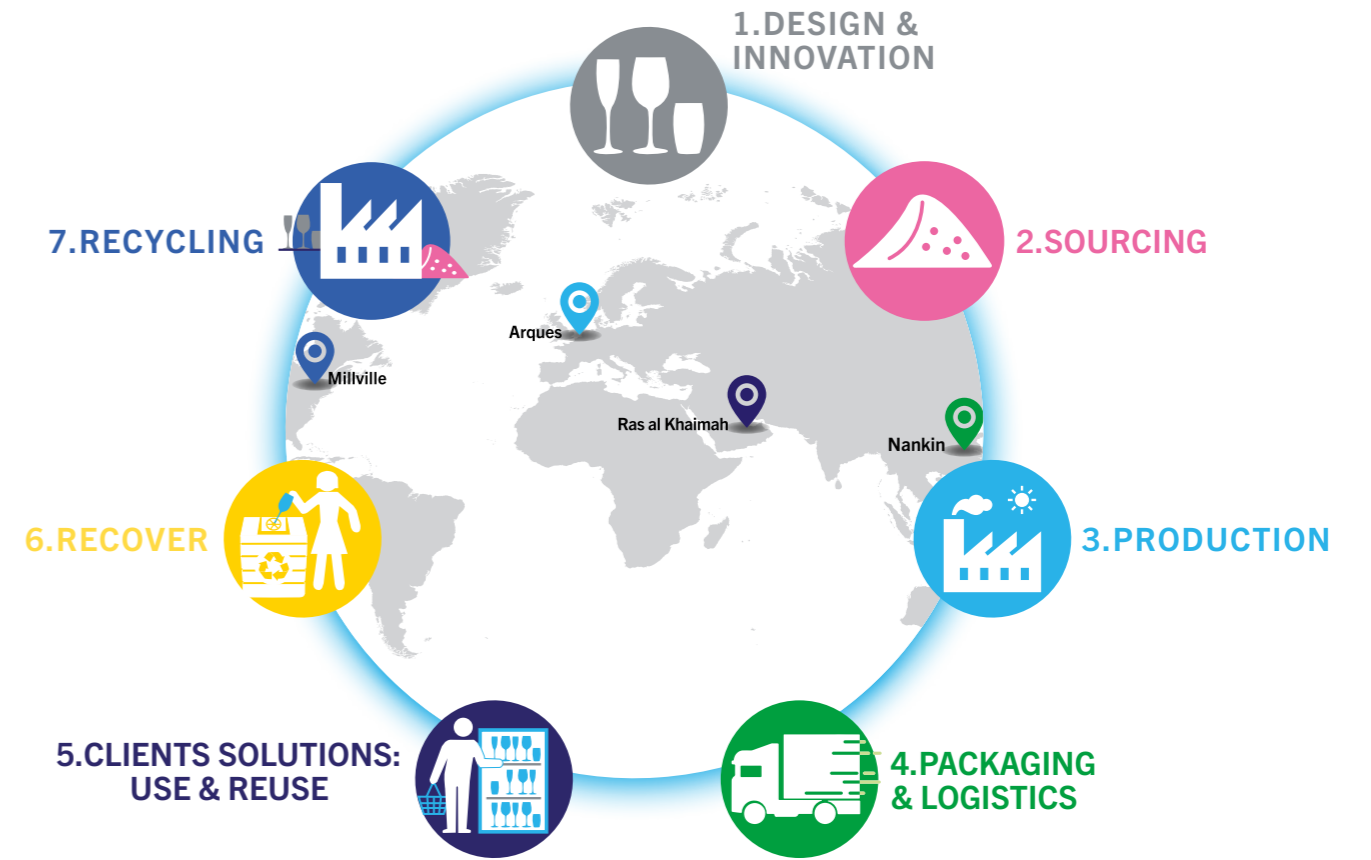 1.DESIGN &
INNOVATION
7.RECYCLING
2.SOURCING
Arques
Millville
Ras al Khaimah
Nankin
6.RECOVER
3.PRODUCTION
5.CLIENTS SOLUTIONS:
USE & REUSE
4.PACKAGING
& LOGISTICS